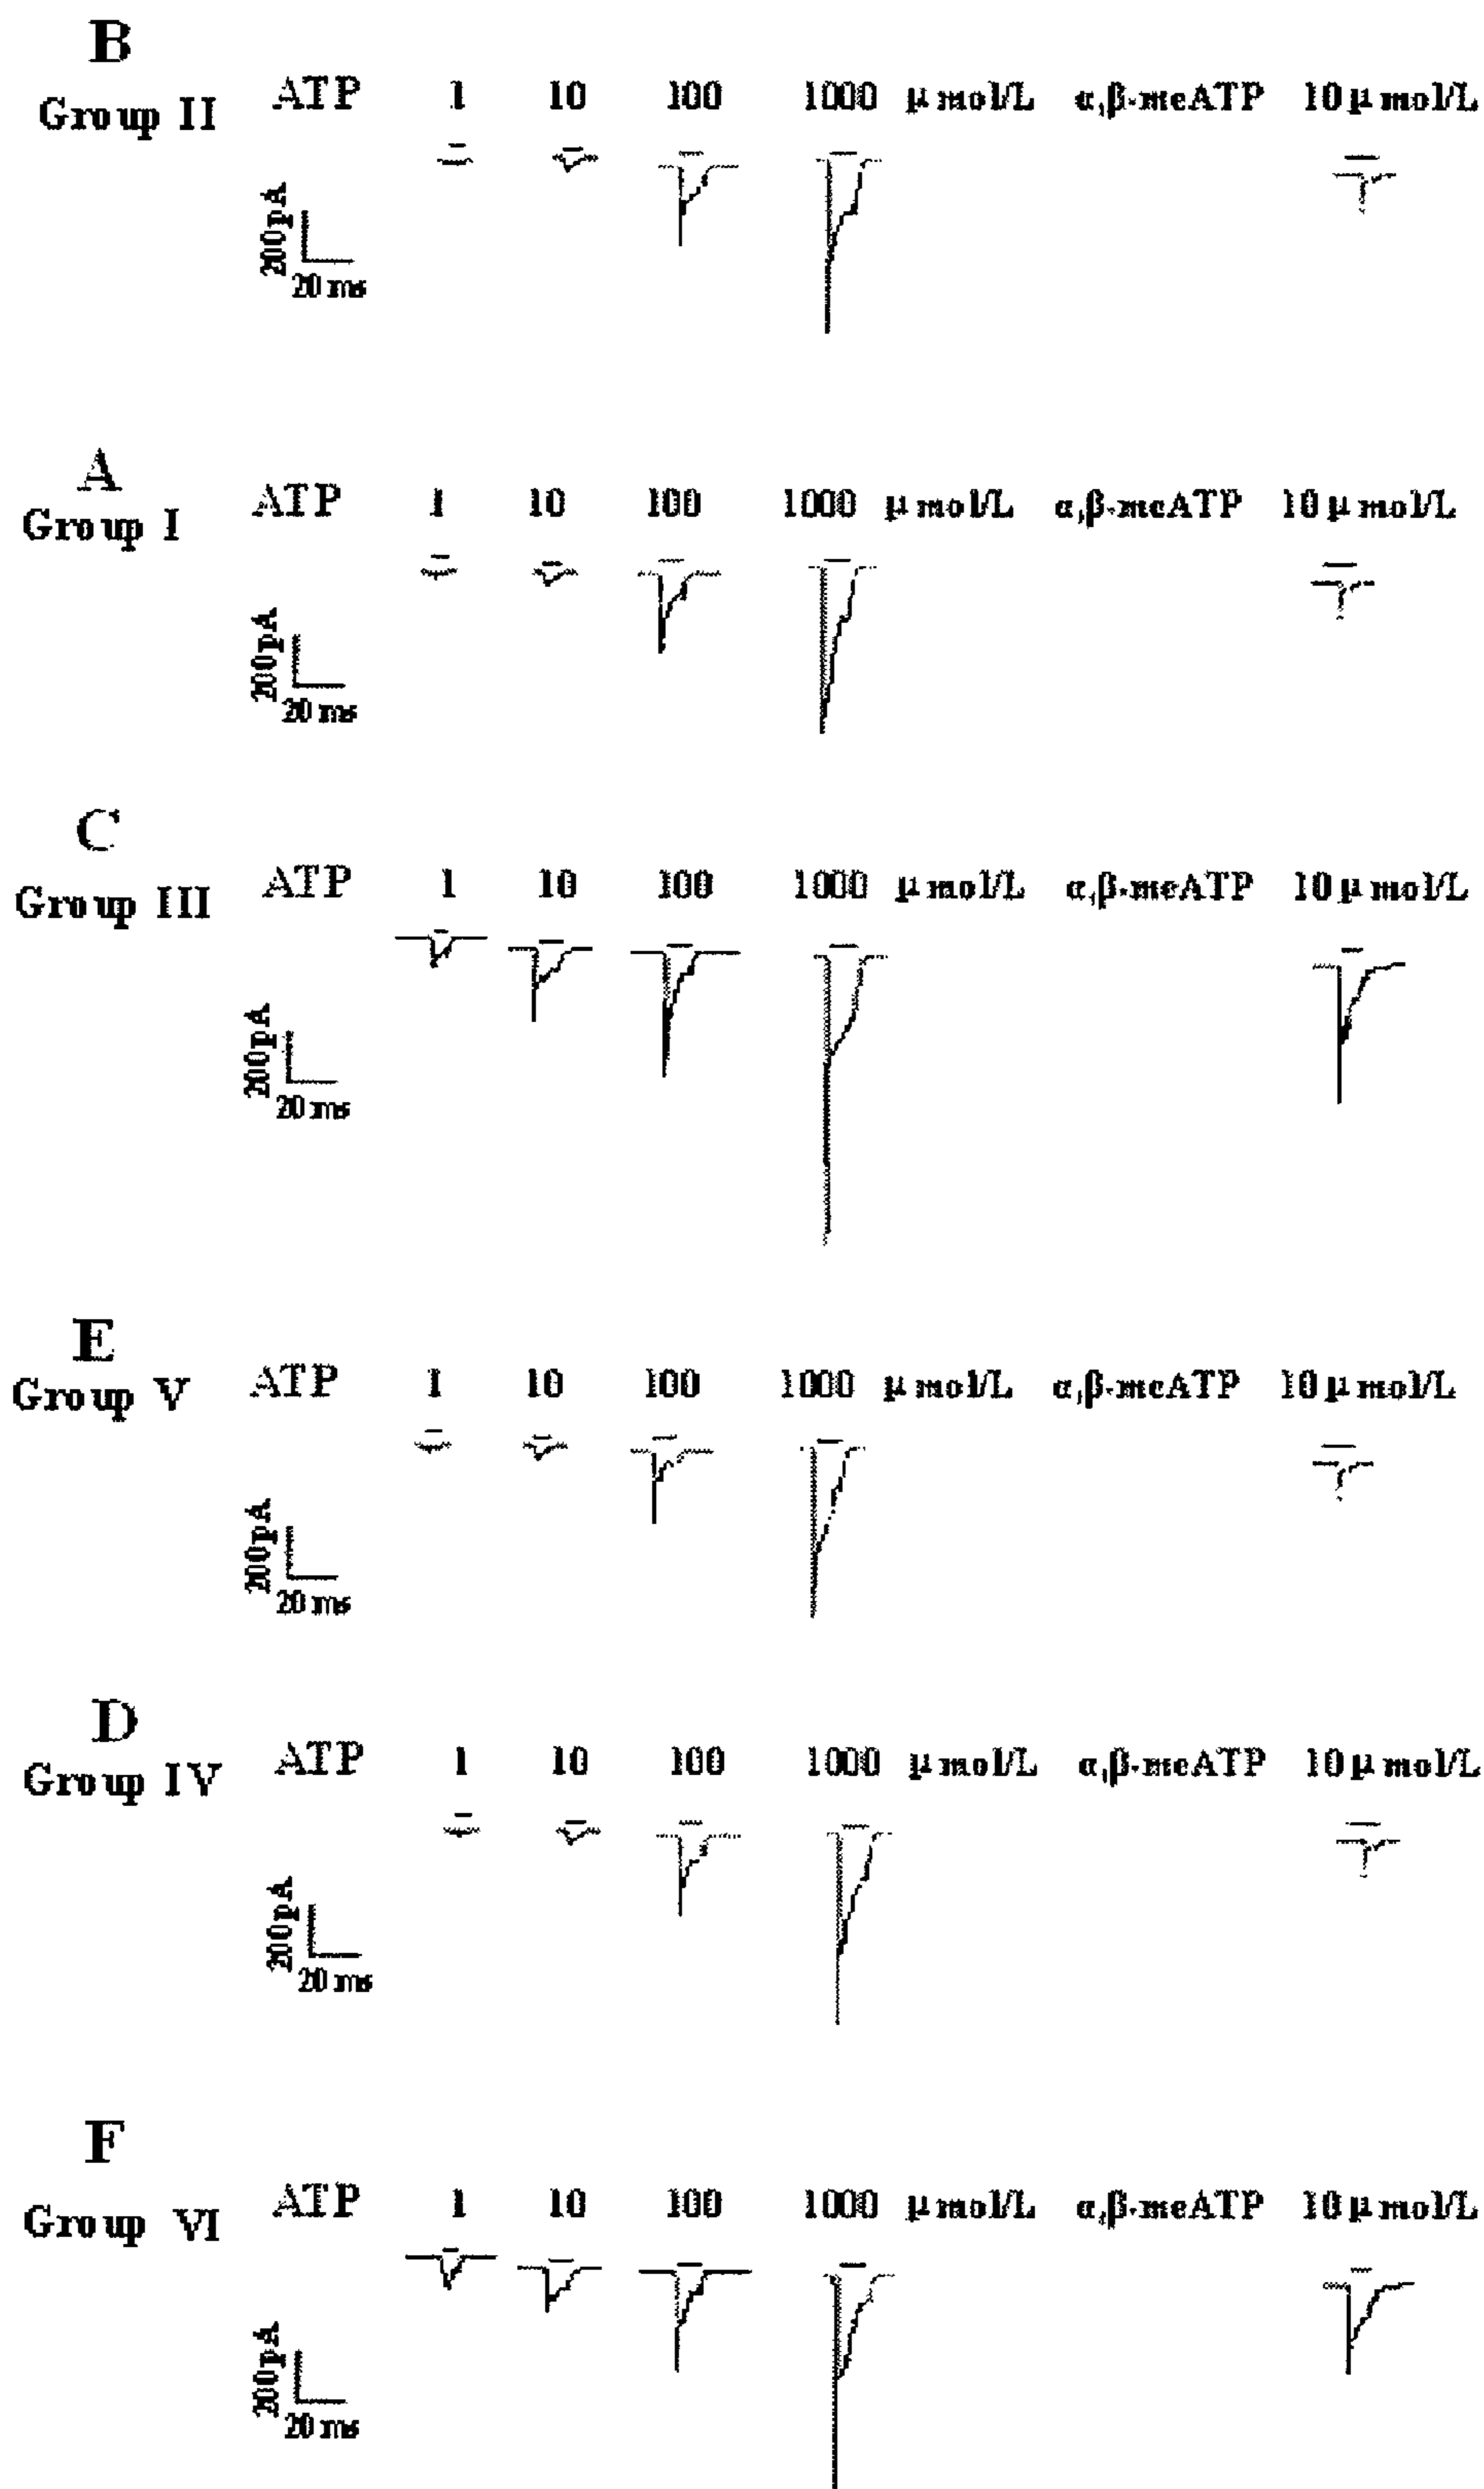 B
Group II ATP 1 10 100 1000 μmol/L α,β-meATP 10μmol/L
200pA
20 ms
A
Group I ATP 1 10 100 1000 μmol/L α,β-meATP 10μmol/L
200pA
20 ms
C
Group III ATP 1 10 100 1000 μmol/L α,β-meATP 10μmol/L
200pA
20 ms
E
Group V ATP 1 10 100 1000 μmol/L α,β-meATP 10μmol/L
200pA
20 ms
D
Group IV ATP 1 10 100 1000 μmol/L α,β-meATP 10μmol/L
200pA
20 ms
F
Group VI ATP 1 10 100 1000 μmol/L α,β-meATP 10μmol/L
200pA
20 ms